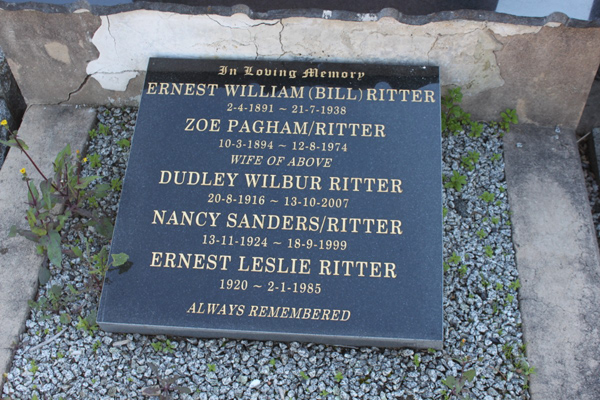 In Loving Memory
ERNEST WILLIAM (BILL) RITTER
2-4-1891 ~ 21-7-1938
ZOE PAGHAM/RITTER
10-3-1894 ~ 12-8-1974
WIFE OF ABOVE
DUDLEY WILBUR RITTER
20-8-1916 ~ 13-10-2007
NANCY SANDERS/RITTER
13-11-1924 ~ 18-9-1999
ERNEST LESLIE RITTER
1920 ~ 2-1-1985
ALWAYS REMEMBERED